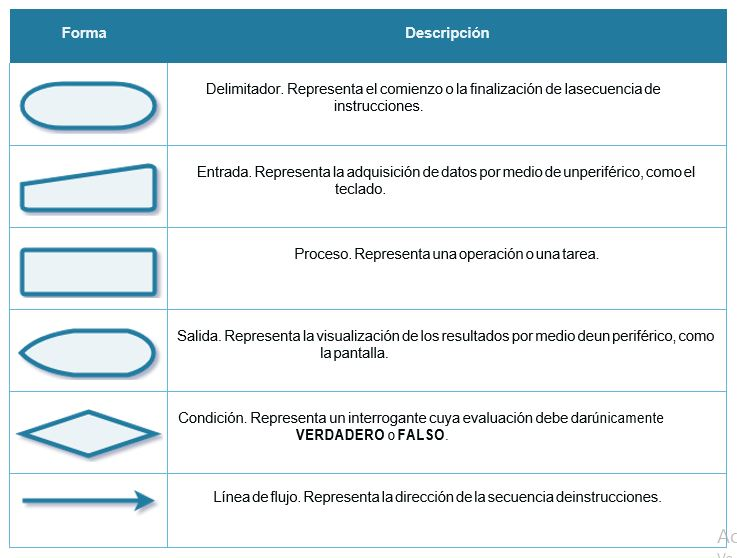 Forma
Descripción
Delimitador. Representa el comienzo o la finalización de lasecuencia de
instrucciones.
Entrada. Representa la adquisición de datos por medio de unperiférico, como el
teclado.
Proceso. Representa una operación o una tarea.
Salida. Representa la visualización de los resultados por medio deun periférico, como
la pantalla.
Condición. Representa un interrogante cuya evaluación debe darúnicamente
VERDADERO o FALSO.
Línea de flujo. Representa la dirección de la secuencia deinstrucciones.